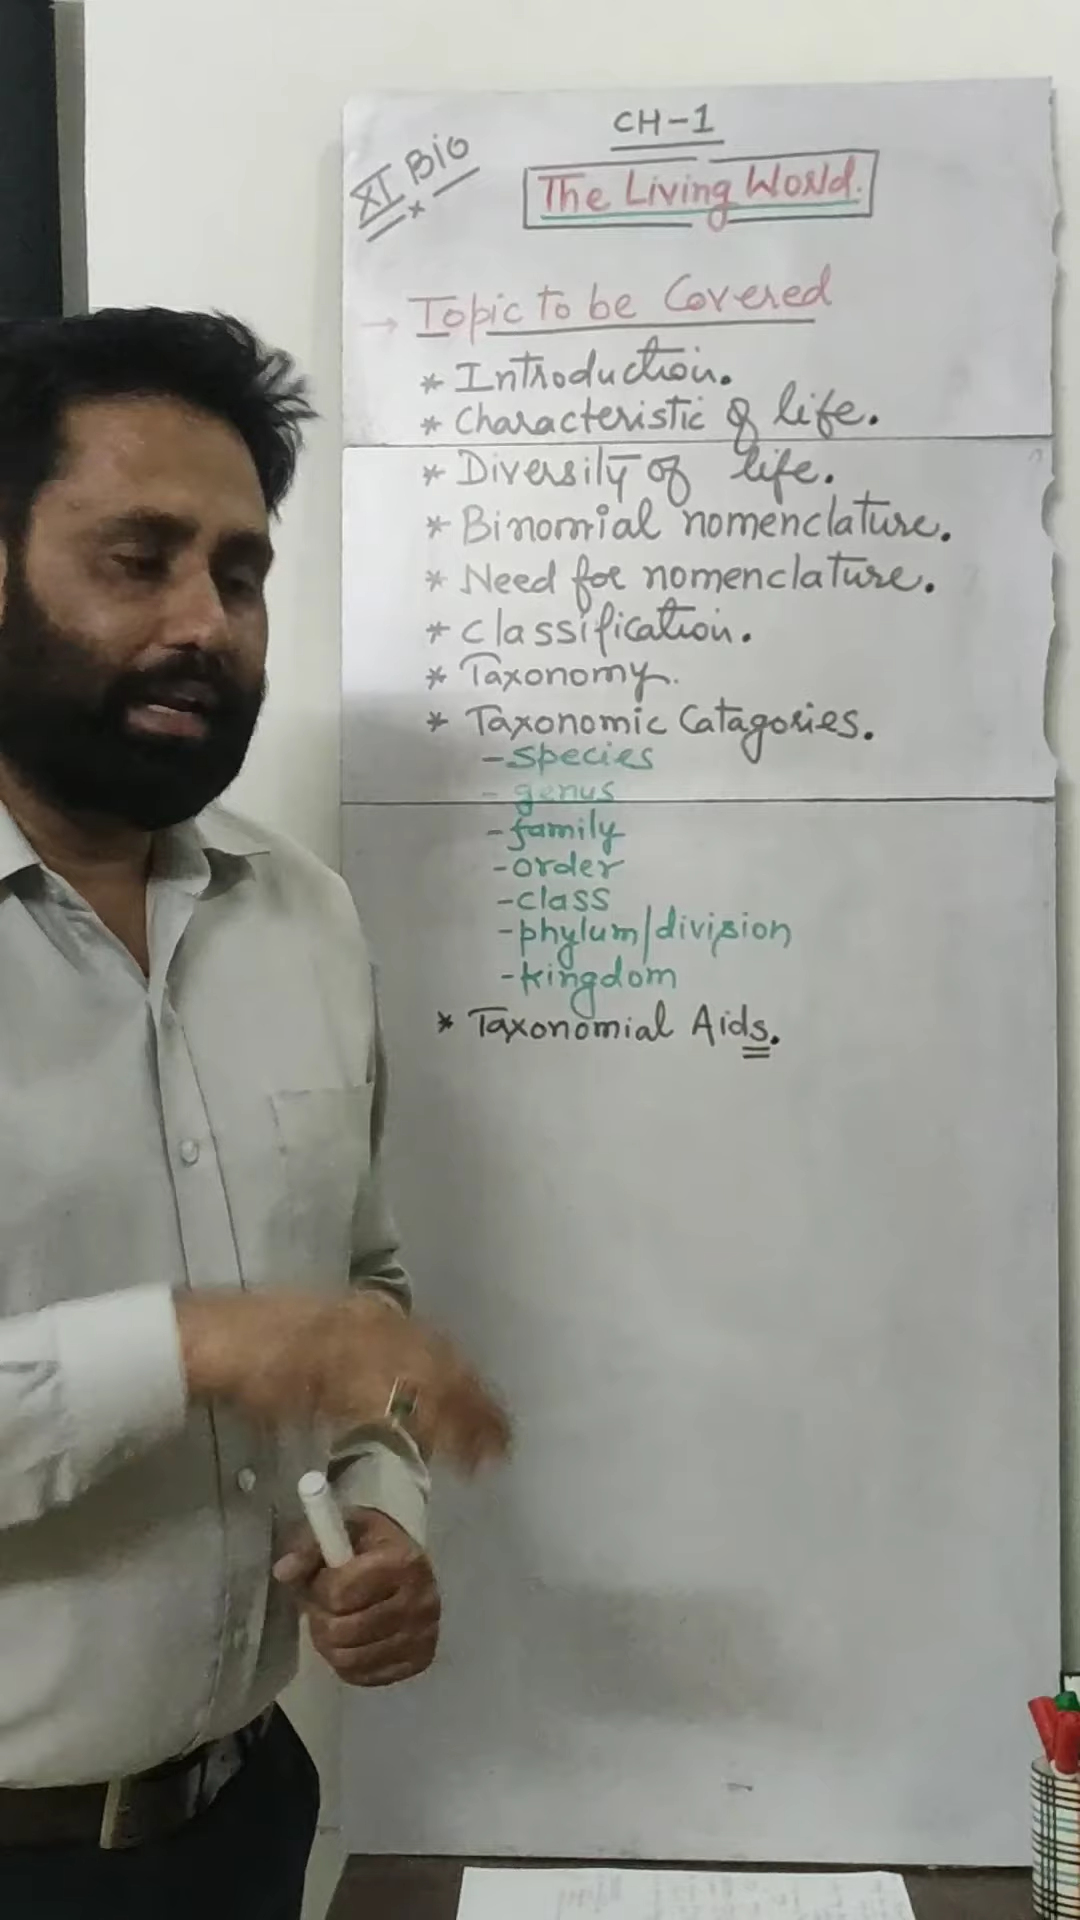 CH-1
XI Bio
The Living World.
→ Topic to be Covered
* Introduction.
* Characteristic of life.
* Diversity of life.
* Binomial nomenclature.
* Need for nomenclature.
* Classification.
* Taxonomy.
* Taxonomic Catagories.
- species
- genus
- family
- order
- class
- phylum/division
- kingdom
* Taxonomial Aids.